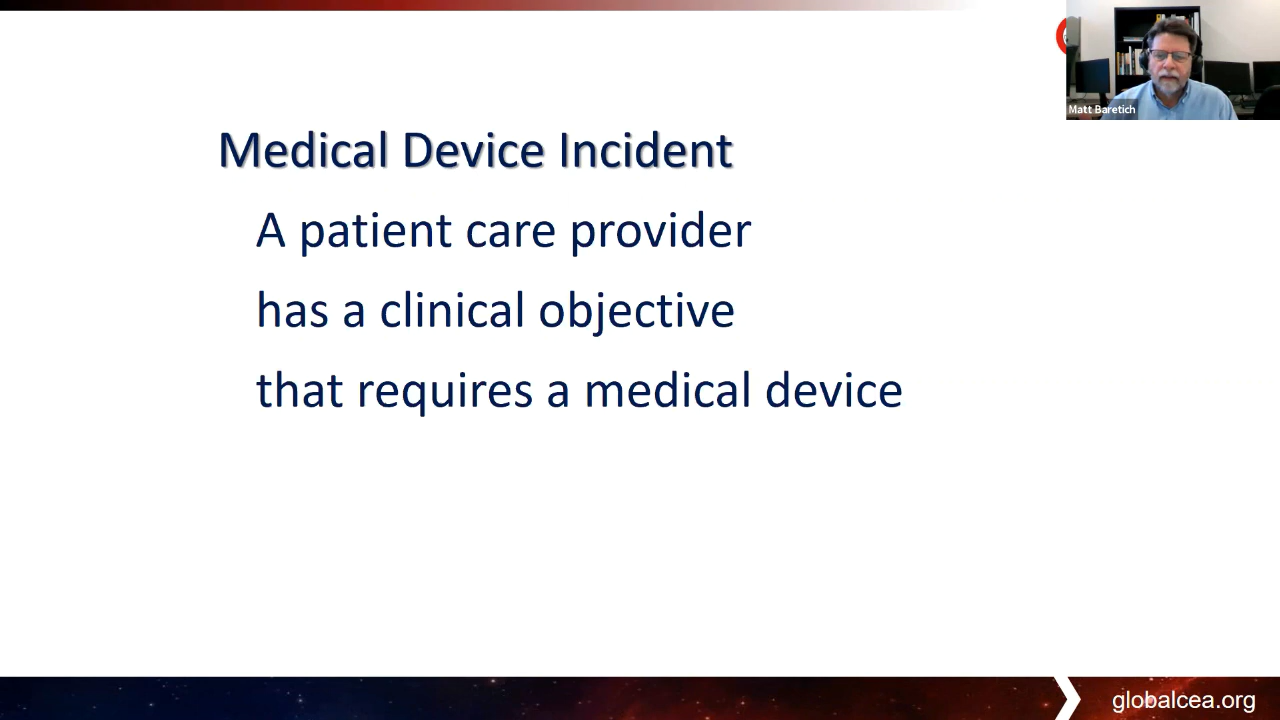 Matt Baretich
Medical Device Incident
A patient care provider
has a clinical objective
that requires a medical device
globalcea.org